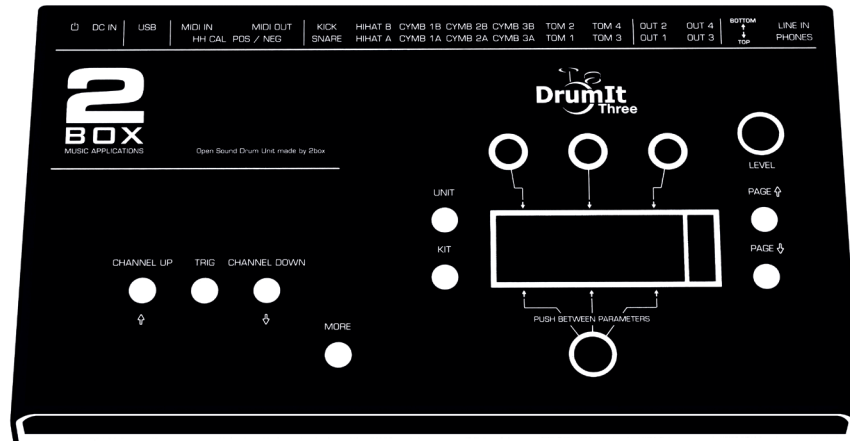 DC IN USB MIDI IN MIDI OUT KICK HIHAT B CYMB 1B CYMB 2B CYMB 3B TOM 2 TOM 4 OUT 2 OUT 4 BOTTOM LINE IN
HH CAL POS / NEG SNARE HIHAT A CYMB 1A CYMB 2A CYMB 3A TOM 1 TOM 3 OUT 1 OUT 3 TOP PHONES
2
BOX
MUSIC APPLICATIONS
Open Sound Drum Unit made by 2box
DrumIt
Three
LEVEL
UNIT
PAGE
KIT
PAGE
CHANNEL UP TRIG CHANNEL DOWN
PUSH BETWEEN PARAMETERS
MORE